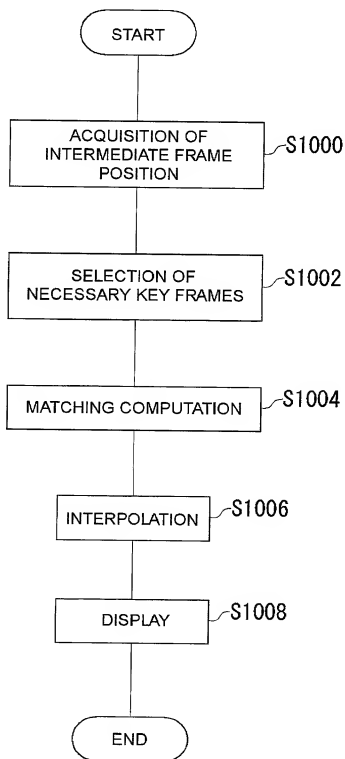 START
ACQUISITION OF
INTERMEDIATE FRAME
POSITION
S1000
SELECTION OF
NECESSARY KEY FRAMES
S1002
MATCHING COMPUTATION
S1004
INTERPOLATION
S1006
DISPLAY
S1008
END